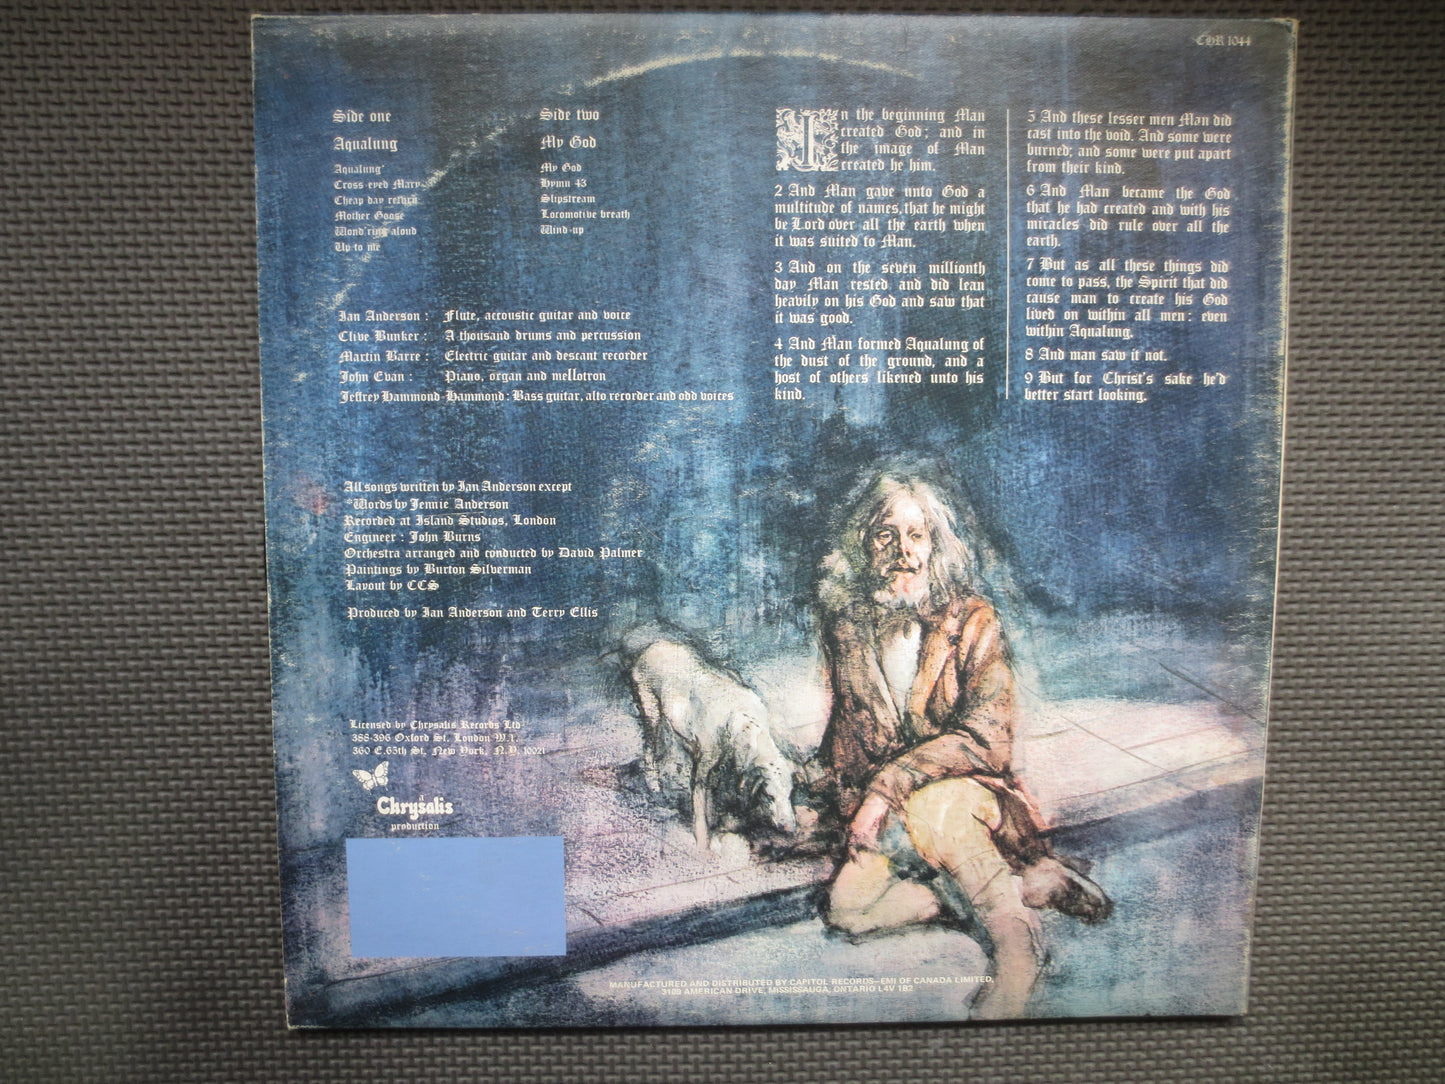 CHR 1044
Side one
Aqualung
Aqualung*
Cross-eyed Mary
Cheap day return
Mother Goose
Wond'ring aloud
Up to me
Side two
My God
My God
Hymn 43
Slipstream
Locomotive breath
Wind-up
Ian Anderson : Flute, accoustic guitar and voice
Clive Bunker : A thousand drums and percussion
Martin Barre : Electric guitar and descant recorder
John Evan : Piano, organ and mellotron
Jeffrey Hammond-Hammond : Bass guitar, alto recorder and odd voices
All songs written by Ian Anderson except
*Words by Jennie Anderson
Recorded at Island Studios, London
Engineer : John Burns
Orchestra arranged and conducted by David Palmer
Paintings by Burton Silverman
Layout by CCS
Produced by Ian Anderson and Terry Ellis
Licensed by Chrysalis Records Ltd
388-396 Oxford St. London W.1.
360 E.65th St. New York, N.Y. 10021
a
Chrysalis
production
In the beginning Man
created God; and in
the image of Man
created he him.
2 And Man gave unto God a
multitude of names, that he might
be Lord over all the earth when
it was suited to Man.
3 And on the seven millionth
day Man rested and did lean
heavily on his God and saw that
it was good.
4 And Man formed Aqualung of
the dust of the ground, and a
host of others likened unto his
kind.
5 And these lesser men Man did
cast into the void. And some were
burned; and some were put apart
from their kind.
6 And Man became the God
that he had created and with his
miracles did rule over all the
earth.
7 But as all these things did
come to pass, the Spirit that did
cause man to create his God
lived on within all men : even
within Aqualung.
8 And man saw it not.
9 But for Christ's sake he'd
better start looking.
MANUFACTURED AND DISTRIBUTED BY CAPITOL RECORDS–EMI OF CANADA LIMITED,
3109 AMERICAN DRIVE, MISSISSAUGA, ONTARIO L4V 1B2